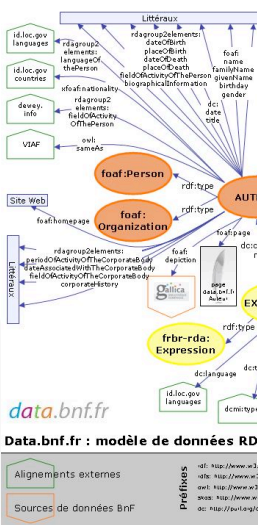 Littéraux
id.loc.gov
languages
rdagroup2
elements:
languageOf
thePerson
rdagroup2elements:
dateOfBirth
placeOfBirth
dateOfDeath
placeOfDeath
fieldOfActivityOfThePerson
biographicalInformation
foaf:
name
familyName
givenName
birthday
gender
id.loc.gov
countries
foaf:nationality
dc:
date
title
dewey.
info
rdagroup2
elements:
fieldOfActivity
OfThePerson
VIAF
owl:
sameAs
foaf:Person
rdf:type
AUT
Site Web
foaf:homepage
foaf:
Organization
rdf:type
foaf:page
Littéraux
rdagroup2elements:
periodOfActivityOfTheCorporateBody
dateAssociatedWithTheCorporateBody
fieldOfActivityOfTheCorporateBody
corporateHistory
foaf:
depiction
gallica
page
data.bnf.fr
Auteur
EX
rdf:type
frbr-rda:
Expression
dc:language
id.loc.gov
languages
dcmi:type
data.bnf.fr
Data.bnf.fr : modèle de données RD
Alignements externes
Sources de données BnF
Préfixes